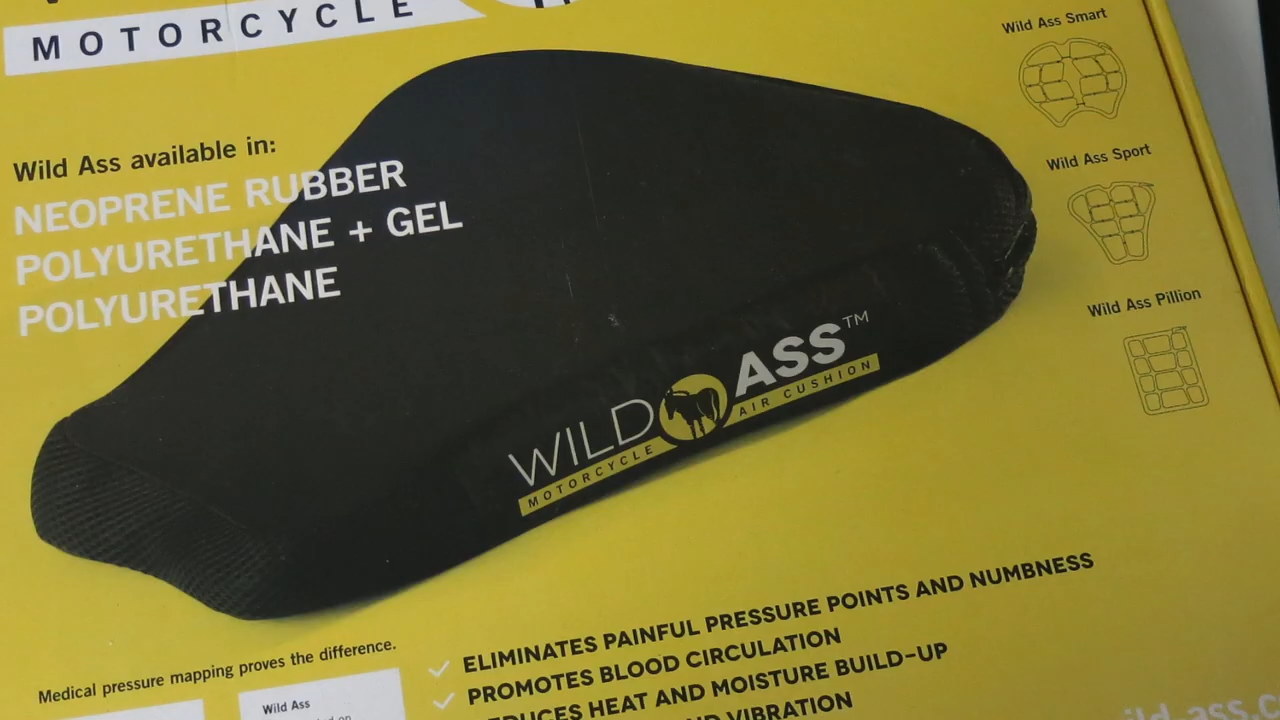 MOTORCYCLE
Wild Ass available in:
NEOPRENE RUBBER
POLYURETHANE + GEL
POLYURETHANE
Wild Ass Smart
Wild Ass Sport
Wild Ass Pillion
WILD ASS™
MOTORCYCLE AIR CUSHION
Medical pressure mapping proves the difference.
Wild Ass
ELIMINATES PAINFUL PRESSURE POINTS AND NUMBNESS
PROMOTES BLOOD CIRCULATION
HEAT AND MOISTURE BUILD-UP
VIBRATION